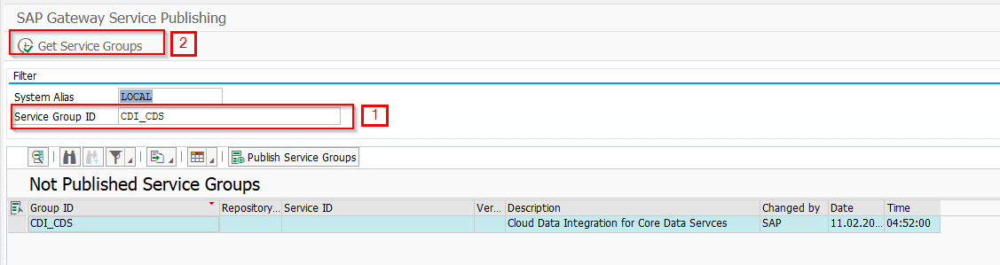 SAP Gateway Service Publishing
Get Service Groups 2
Filter
System Alias LOCAL
Service Group ID CDI_CDS 1
Publish Service Groups
Not Published Service Groups
Group ID Repository... Service ID Ver... Description Changed by Date Time
CDI_CDS Cloud Data Integration for Core Data Servces SAP 11.02.20... 04:52:00